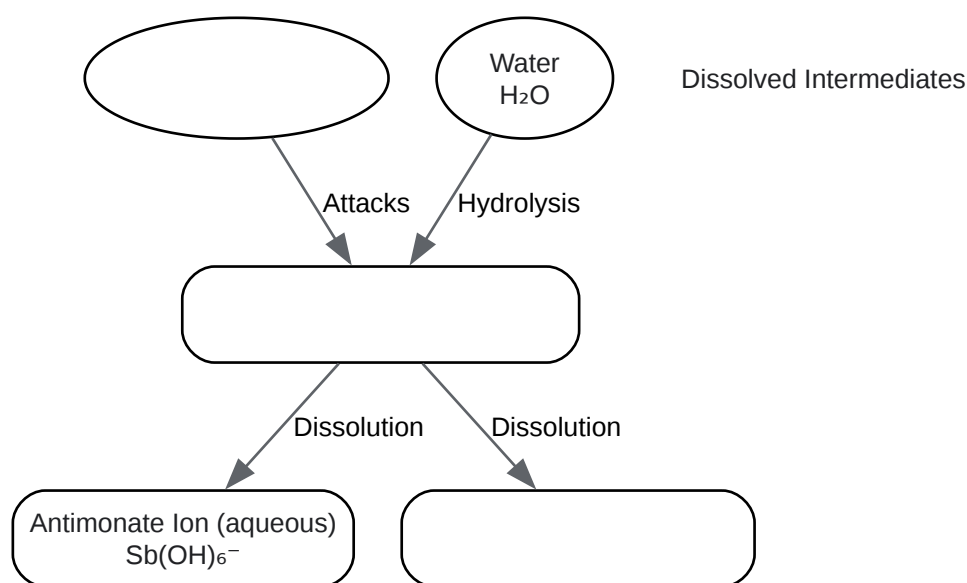 Water
H₂O
Dissolved Intermediates
Attacks
Hydrolysis
Dissolution
Dissolution
Antimonate Ion (aqueous)
Sb(OH)₆⁻